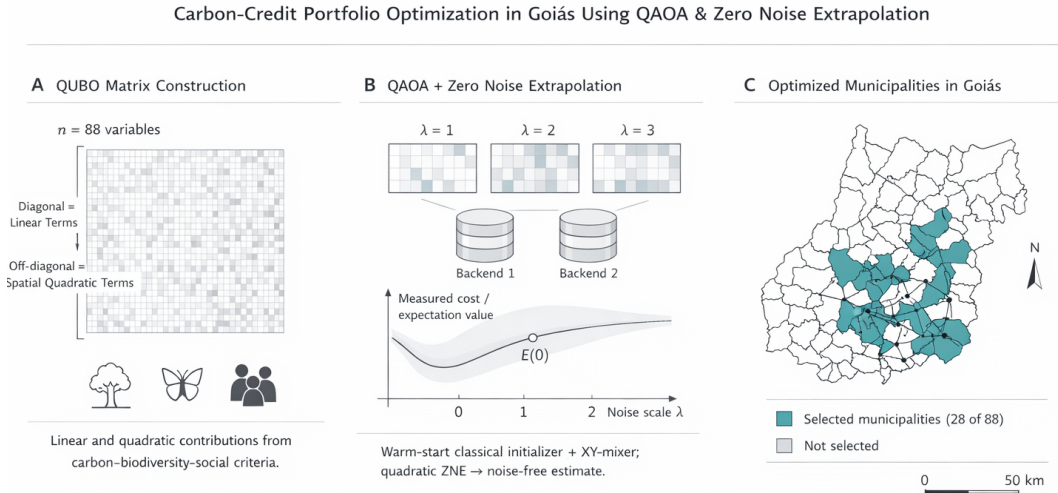 Carbon-Credit Portfolio Optimization in Goiás Using QAOA & Zero Noise Extrapolation
A QUBO Matrix Construction
n = 88 variables
Diagonal =
Linear Terms
Off-diagonal =
Spatial Quadratic Terms
Linear and quadratic contributions from
carbon–biodiversity–social criteria.
B QAOA + Zero Noise Extrapolation
λ = 1
λ = 2
λ = 3
Backend 1
Backend 2
Measured cost /
expectation value
E(0)
0
1
2
Noise scale λ
Warm-start classical initializer + XY-mixer;
quadratic ZNE → noise-free estimate.
C Optimized Municipalities in Goiás
N
Selected municipalities (28 of 88)
Not selected
0
50 km